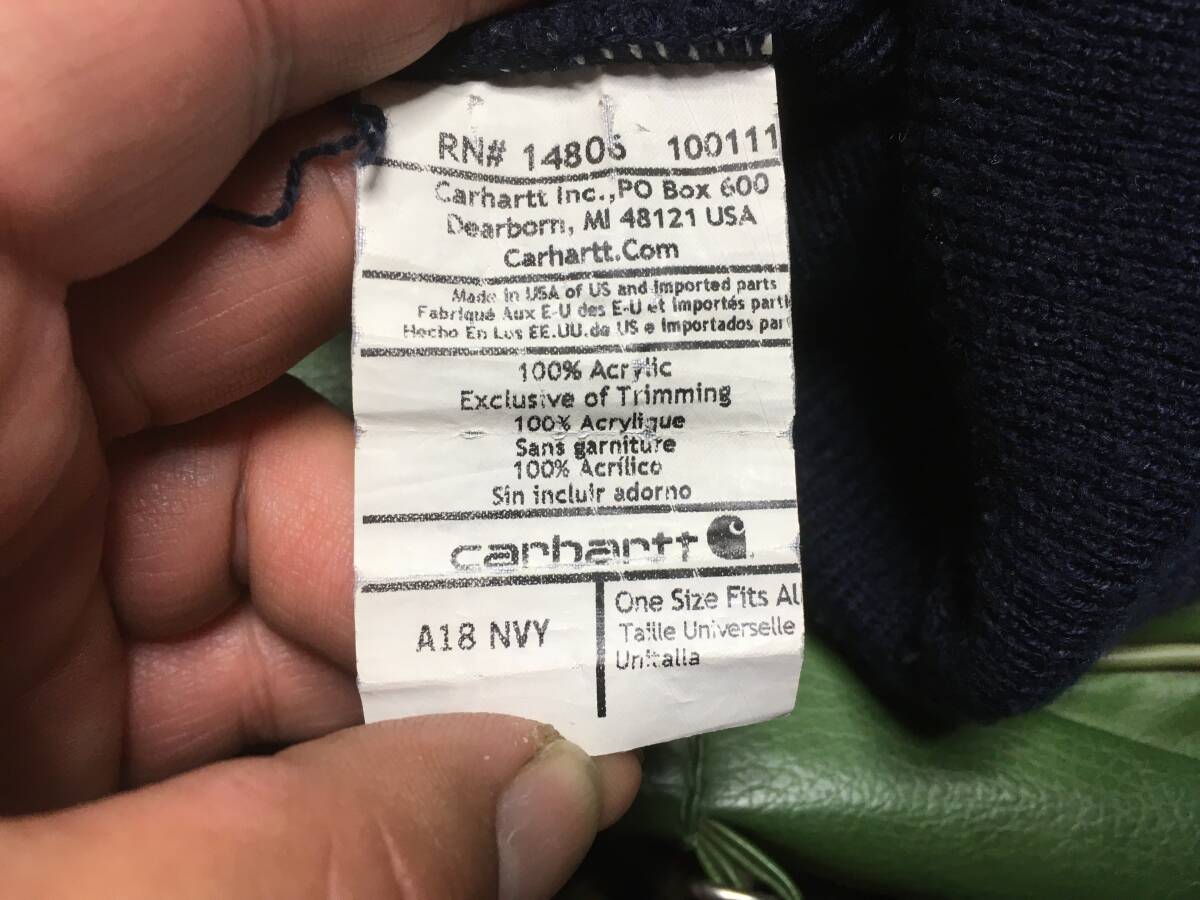 RN# 14806 100111
Carhartt Inc.,PO Box 600
Dearborn, MI 48121 USA
Carhartt.Com
Made in USA of US and Imported parts
Fabriqué Aux E-U des E-U et Importés parti
Hecho En Los EE.UU.de US e Importados par
100% Acrylic
Exclusive of Trimming
100% Acrylique
Sans garniture
100% Acrílico
Sin incluir adorno
carhartt
A18 NVY
One Size Fits Al
Taille Universelle
Unitalla